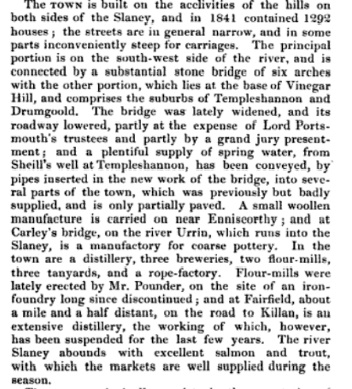 The TOWN is built on the acclivities of the hills on
both sides of the Slaney, and in 1841 contained 1292
houses; the streets are in general narrow, and in some
parts inconveniently steep for carriages. The principal
portion is on the south-west side of the river, and is
connected by a substantial stone bridge of six arches
with the other portion, which lies at the base of Vinegar
Hill, and comprises the suburbs of Templeshannon and
Drumgoold. The bridge was lately widened, and its
roadway lowered, partly at the expense of Lord Ports-
mouth's trustees and partly by a grand jury present-
ment; and a plentiful supply of spring water, from
Sheill's well at Templeshannon, has been conveyed, by
pipes inserted in the new work of the bridge, into seve-
ral parts of the town, which was previously but badly
supplied, and is only partially paved. A small woollen
manufacture is carried on near Enniscorthy; and at
Carley's bridge, on the river Urrin, which runs into the
Slaney, is a manufactory for coarse pottery. In the
town are a distillery, three breweries, two flour-mills,
three tanyards, and a rope-factory. Flour-mills were
lately erected by Mr. Pounder, on the site of an iron-
foundry long since discontinued; and at Fairfield, about
a mile and a half distant, on the road to Killan, is an
extensive distillery, the working of which, however,
has been suspended for the last few years. The river
Slaney abounds with excellent salmon and trout,
with which the markets are well supplied during the
season.